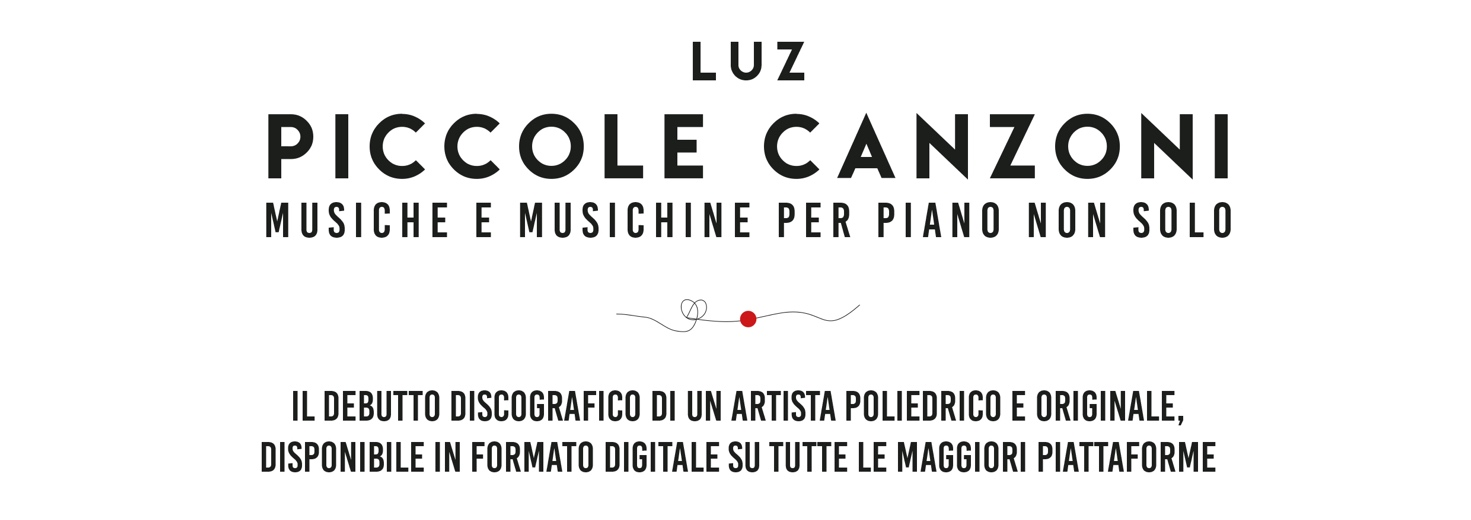 LUZ
PICCOLE CANZONI
MUSICHE E MUSICHINE PER PIANO NON SOLO
IL DEBUTTO DISCOGRAFICO DI UN ARTISTA POLIEDRICO E ORIGINALE,
DISPONIBILE IN FORMATO DIGITALE SU TUTTE LE MAGGIORI PIATTAFORME